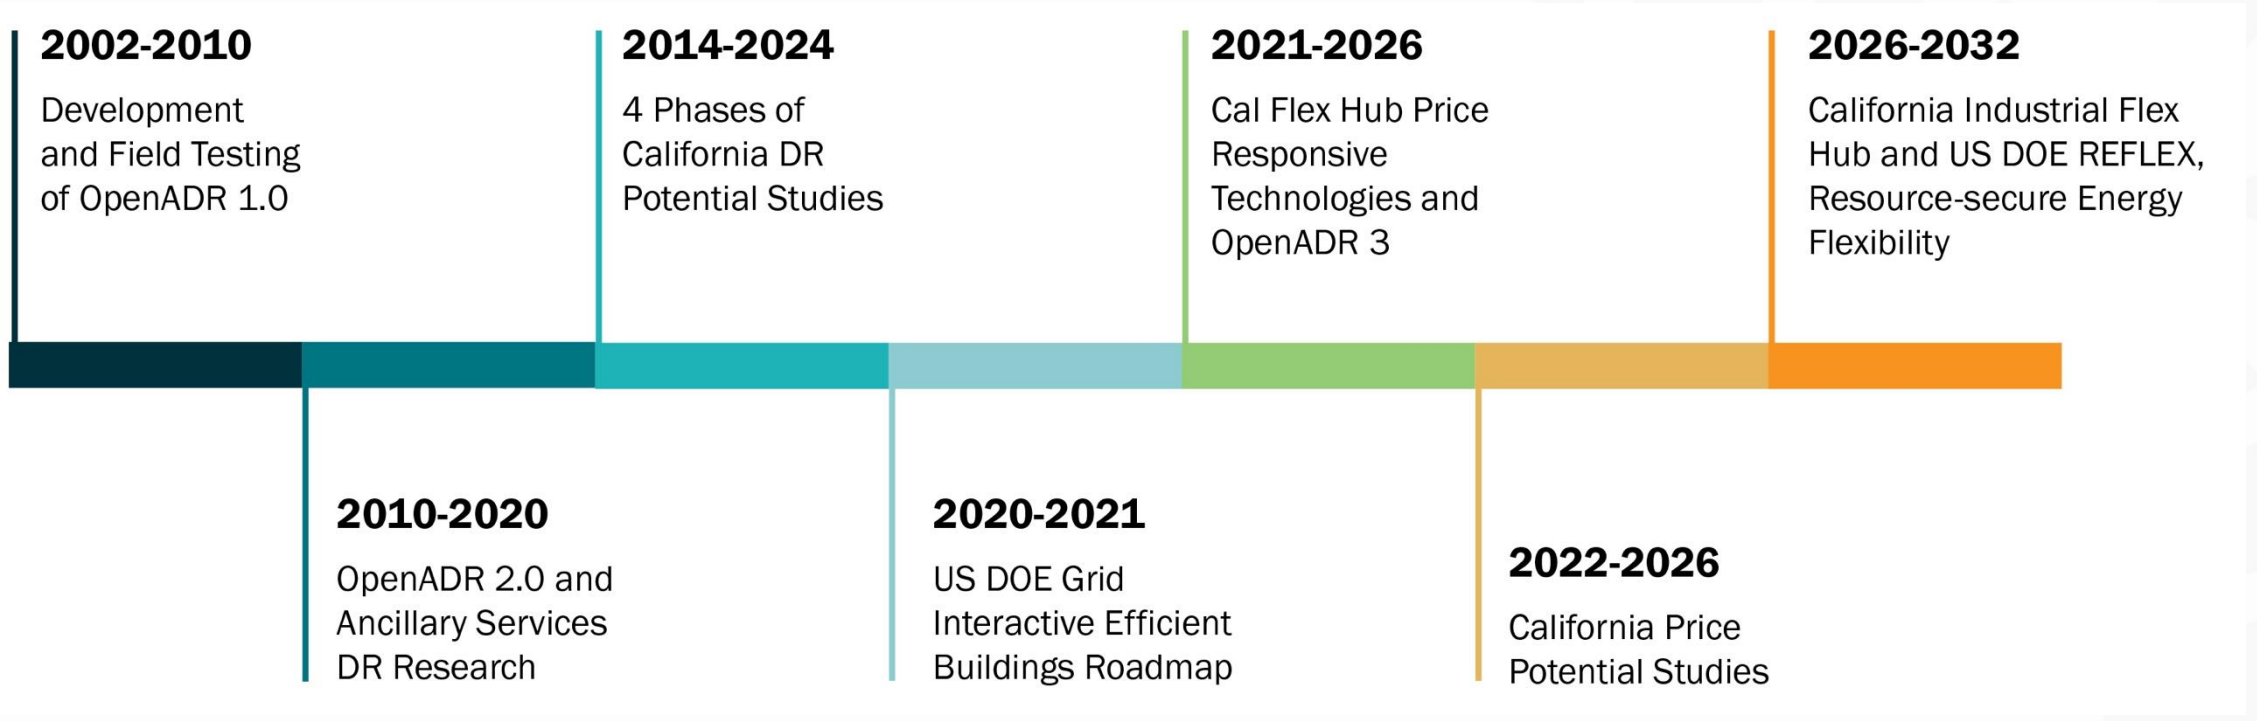 2002-2010
Development
and Field Testing
of OpenADR 1.0
2014-2024
4 Phases of
California DR
Potential Studies
2021-2026
Cal Flex Hub Price
Responsive
Technologies and
OpenADR 3
2026-2032
California Industrial Flex
Hub and US DOE REFLEX,
Resource-secure Energy
Flexibility
2010-2020
OpenADR 2.0 and
Ancillary Services
DR Research
2020-2021
US DOE Grid
Interactive Efficient
Buildings Roadmap
2022-2026
California Price
Potential Studies